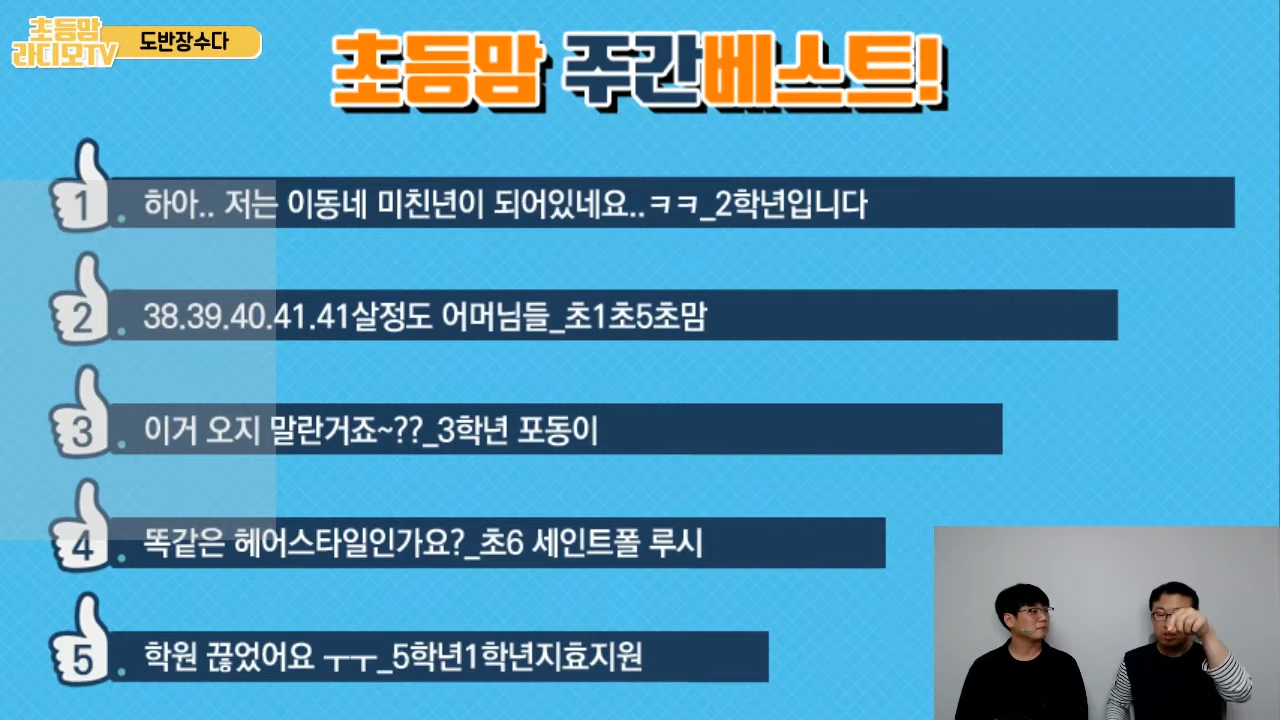 초등맘
라디오TV
도반장수다
초등맘 주간베스트!
1. 하아.. 저는 이동네 미친년이 되어있네요..ㅋㅋ_2학년입니다
2. 38.39.40.41.41살정도 어머님들_초1초5초맘
3. 이거 오지 말란거죠~??_3학년 포동이
4. 똑같은 헤어스타일인가요?_초6 세인트폴 루시
5. 학원 끊었어요 ㅜㅜ_5학년1학년지효지원